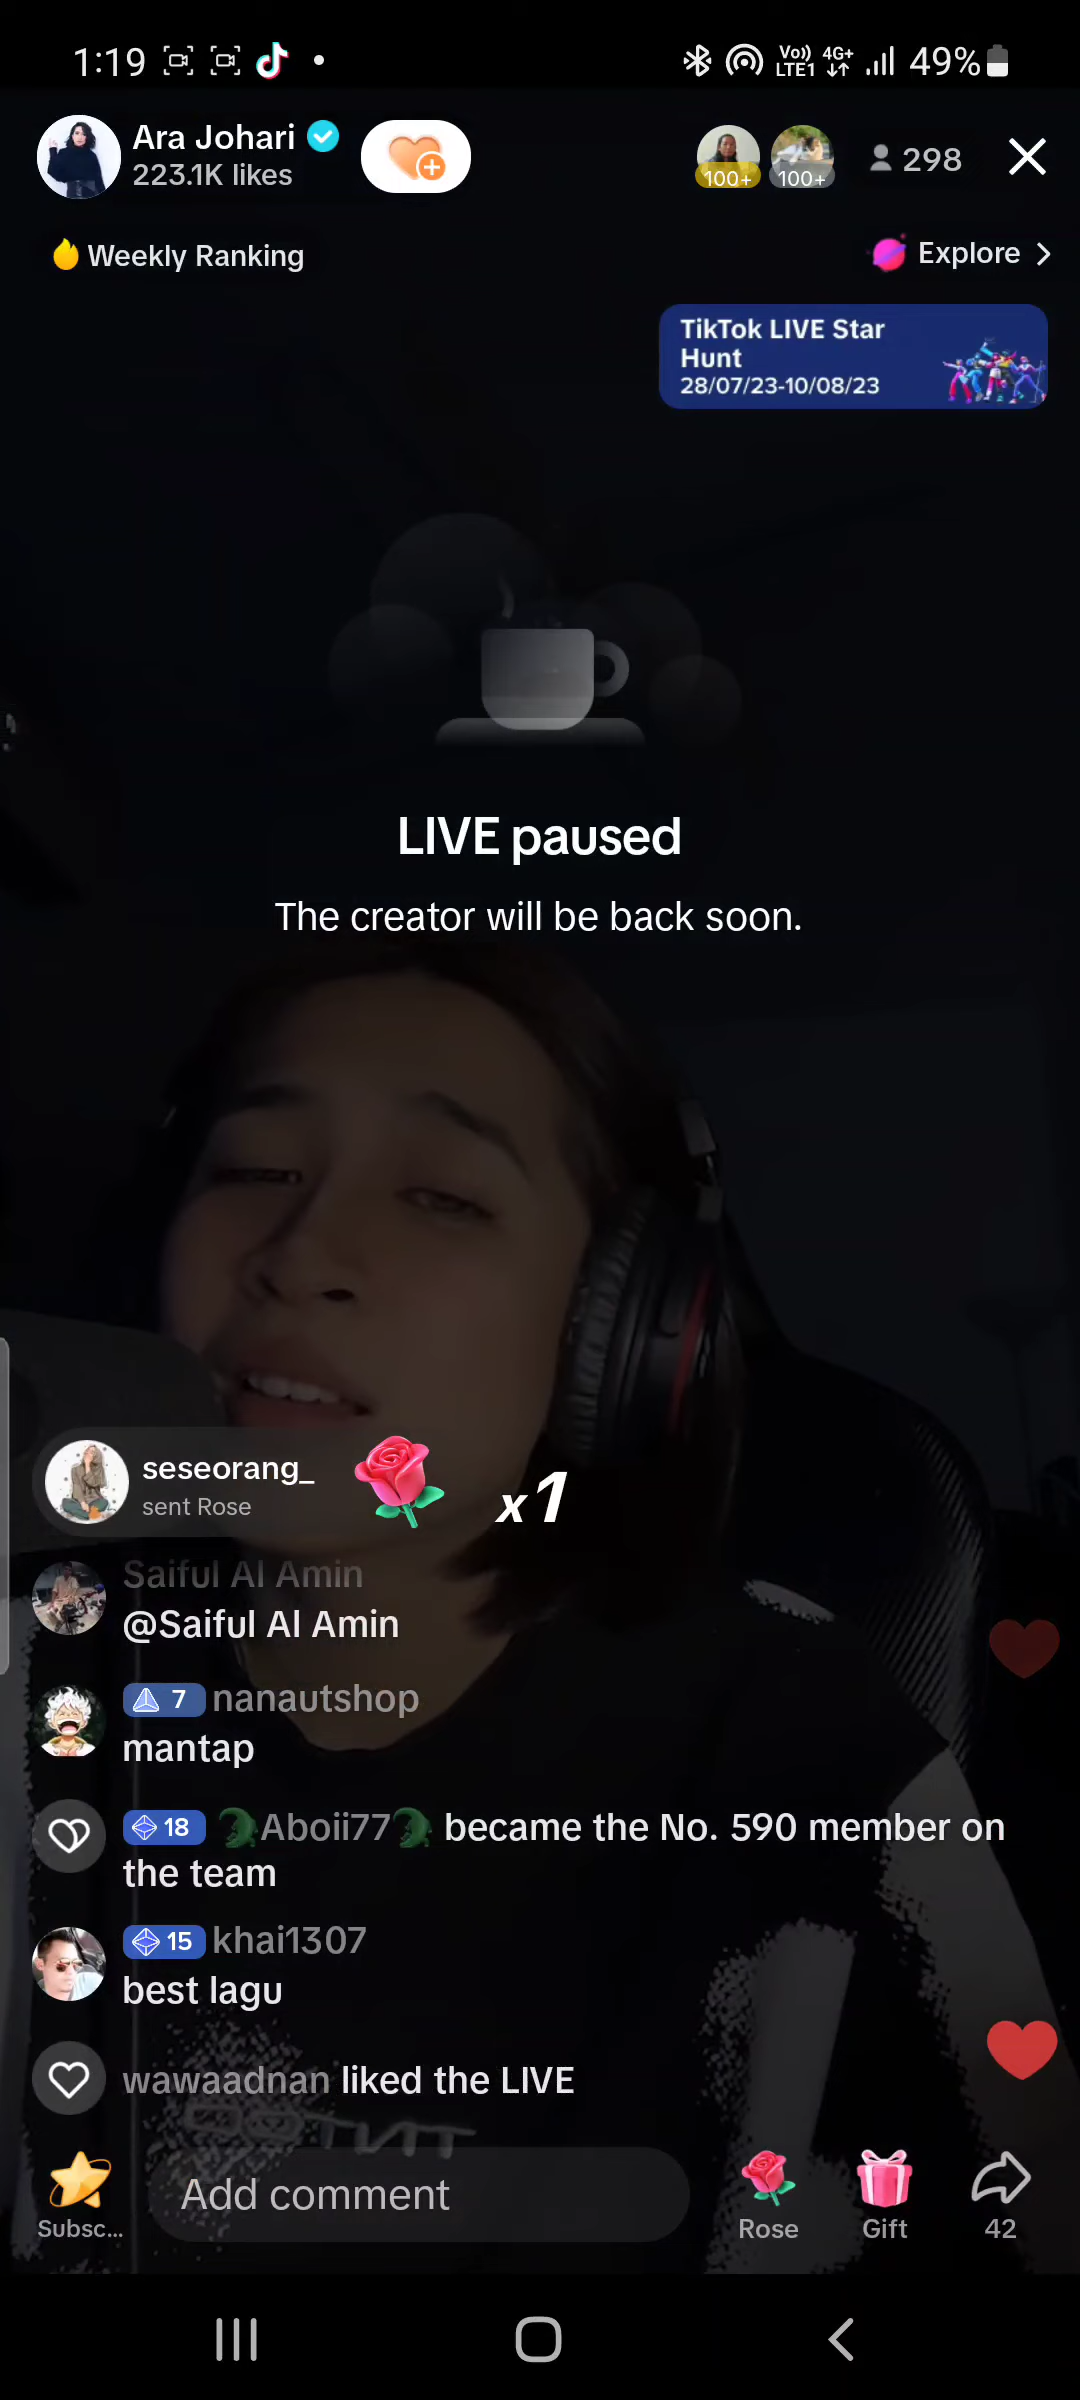 1:19
Vo)) LTE1 4G+ 49%
Ara Johari
223.1K likes
100+ 100+ 298
Weekly Ranking
Explore
TikTok LIVE Star
Hunt
28/07/23-10/08/23
LIVE paused
The creator will be back soon.
seseorang_
sent Rose
x1
Saiful Al Amin
@Saiful Al Amin
7 nanautshop
mantap
18 🐊Aboii77🐊 became the No. 590 member on
the team
15 khai1307
best lagu
wawaadnan liked the LIVE
Subsc...
Add comment
Rose
Gift
42